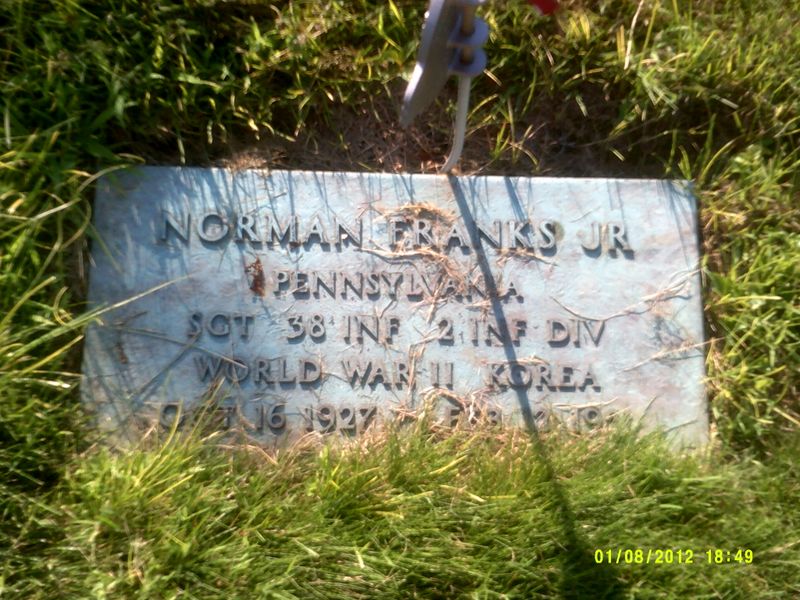 NORMAN FRANKS JR
PENNSYLVANIA
SGT 38 INF 2 INF DIV
WORLD WAR II KOREA
OCT 16 1927 FEB
01/08/2012 18:49